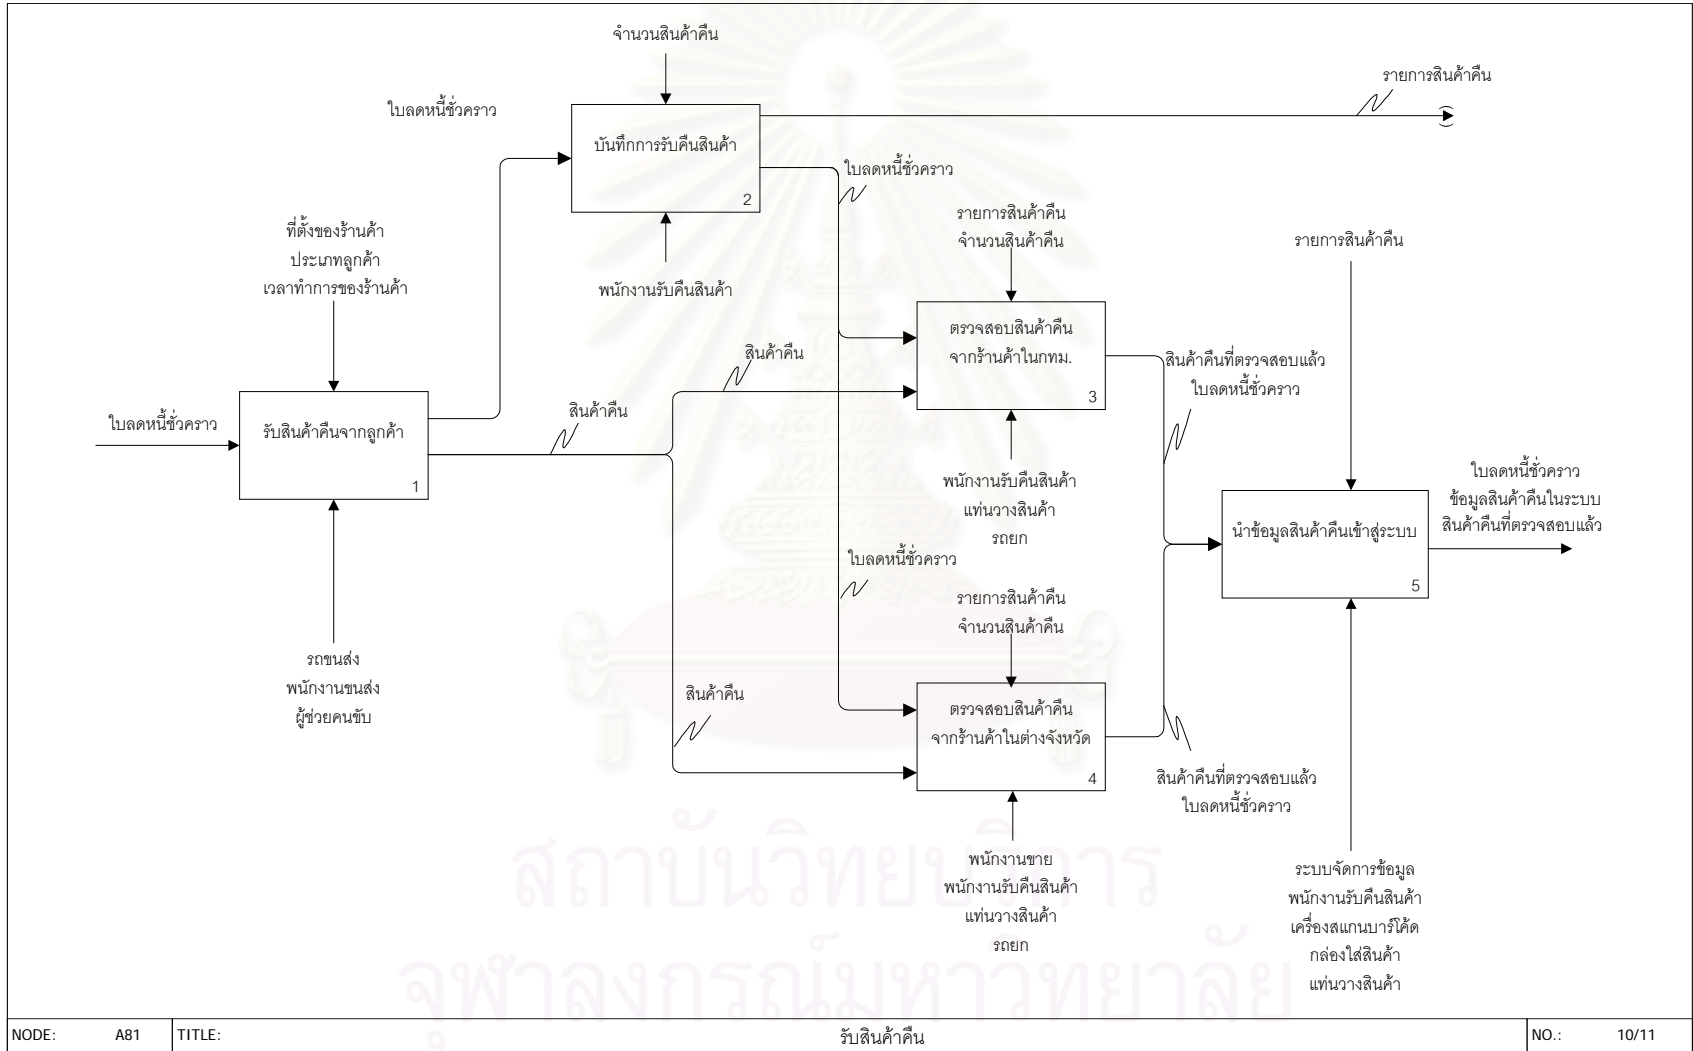 จำนวนสินค้าคืน
รายการสินค้าคืน
ใบลดหนี้ชั่วคราว
บันทึกการรับคืนสินค้า
2
ใบลดหนี้ชั่วคราว
พนักงานรับคืนสินค้า
ที่ตั้งของร้านค้า
ประเภทลูกค้า
เวลาทำการของร้านค้า
รายการสินค้าคืน
จำนวนสินค้าคืน
รายการสินค้าคืน
ตรวจสอบสินค้าคืน
จากร้านค้าในกทม.
3
สินค้าคืน
สินค้าคืน
สินค้าคืนที่ตรวจสอบแล้ว
ใบลดหนี้ชั่วคราว
ใบลดหนี้ชั่วคราว
รับสินค้าคืนจากลูกค้า
1
พนักงานรับคืนสินค้า
แท่นวางสินค้า
รถยก
ใบลดหนี้ชั่วคราว
ข้อมูลสินค้าคืนในระบบ
สินค้าคืนที่ตรวจสอบแล้ว
นำข้อมูลสินค้าคืนเข้าสู่ระบบ
5
ใบลดหนี้ชั่วคราว
รายการสินค้าคืน
จำนวนสินค้าคืน
รถขนส่ง
พนักงานขนส่ง
ผู้ช่วยคนขับ
สินค้าคืน
ตรวจสอบสินค้าคืน
จากร้านค้าในต่างจังหวัด
4
สินค้าคืนที่ตรวจสอบแล้ว
ใบลดหนี้ชั่วคราว
พนักงานขาย
พนักงานรับคืนสินค้า
แท่นวางสินค้า
รถยก
ระบบจัดการข้อมูล
พนักงานรับคืนสินค้า
เครื่องสแกนบาร์โค้ด
กล่องใส่สินค้า
แท่นวางสินค้า
สถาบันวิทยบริการ
จุฬาลงกรณ์มหาวิทยาลัย
NODE: A81 TITLE: รับสินค้าคืน NO.: 10/11